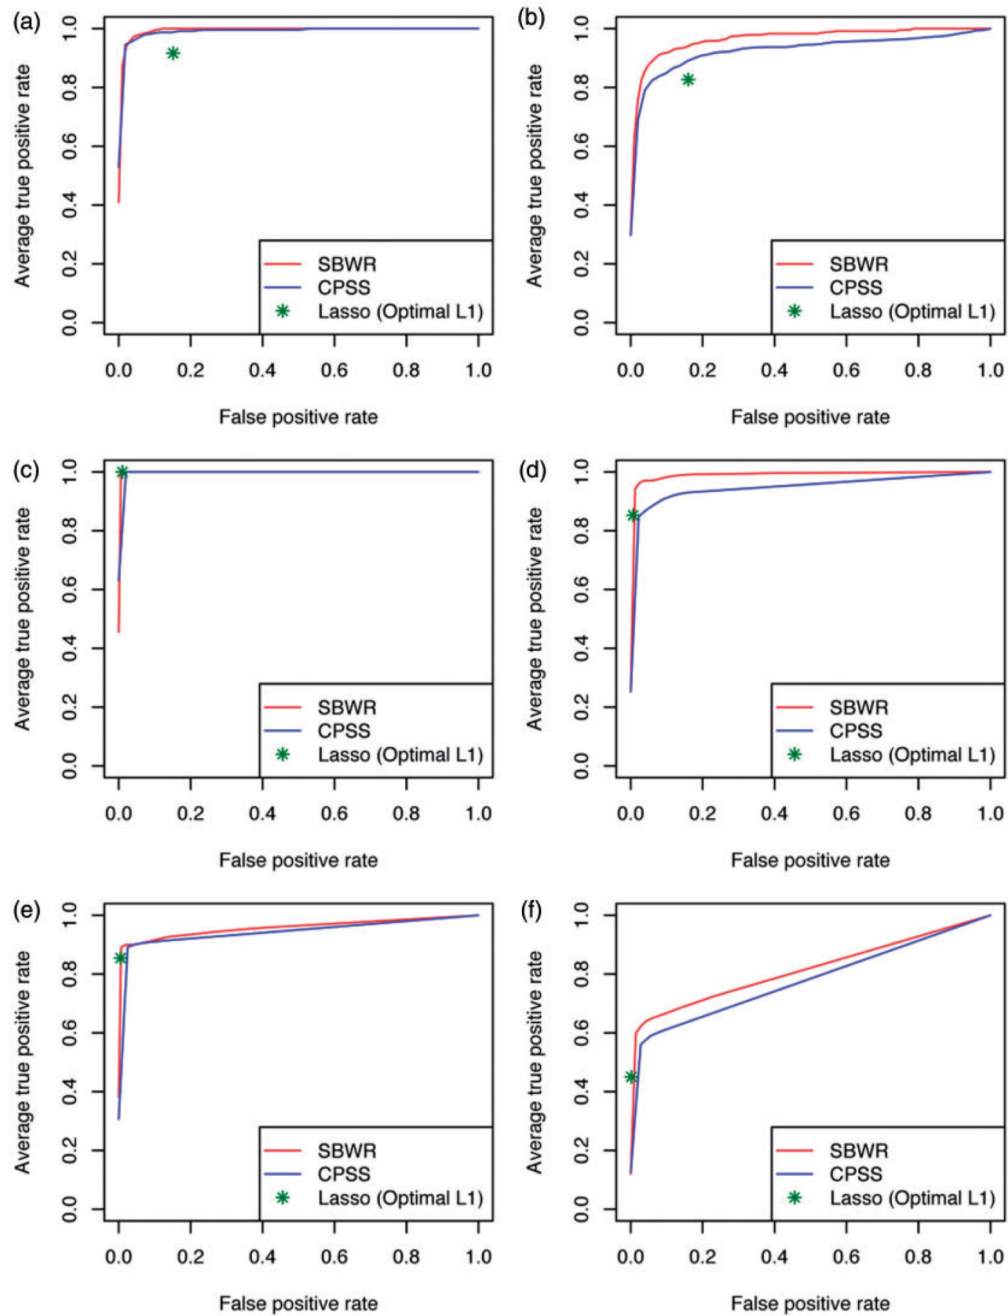 (a)
Average true positive rate
1.0
0.8
0.6
0.4
0.2
0.0
SBWR
CPSS
Lasso (Optimal L1)
0.0 0.2 0.4 0.6 0.8 1.0
False positive rate
(b)
Average true positive rate
1.0
0.8
0.6
0.4
0.2
0.0
SBWR
CPSS
Lasso (Optimal L1)
0.0 0.2 0.4 0.6 0.8 1.0
False positive rate
(c)
Average true positive rate
1.0
0.8
0.6
0.4
0.2
0.0
SBWR
CPSS
Lasso (Optimal L1)
0.0 0.2 0.4 0.6 0.8 1.0
False positive rate
(d)
Average true positive rate
1.0
0.8
0.6
0.4
0.2
0.0
SBWR
CPSS
Lasso (Optimal L1)
0.0 0.2 0.4 0.6 0.8 1.0
False positive rate
(e)
Average true positive rate
1.0
0.8
0.6
0.4
0.2
0.0
SBWR
CPSS
Lasso (Optimal L1)
0.0 0.2 0.4 0.6 0.8 1.0
False positive rate
(f)
Average true positive rate
1.0
0.8
0.6
0.4
0.2
0.0
SBWR
CPSS
Lasso (Optimal L1)
0.0 0.2 0.4 0.6 0.8 1.0
False positive rate